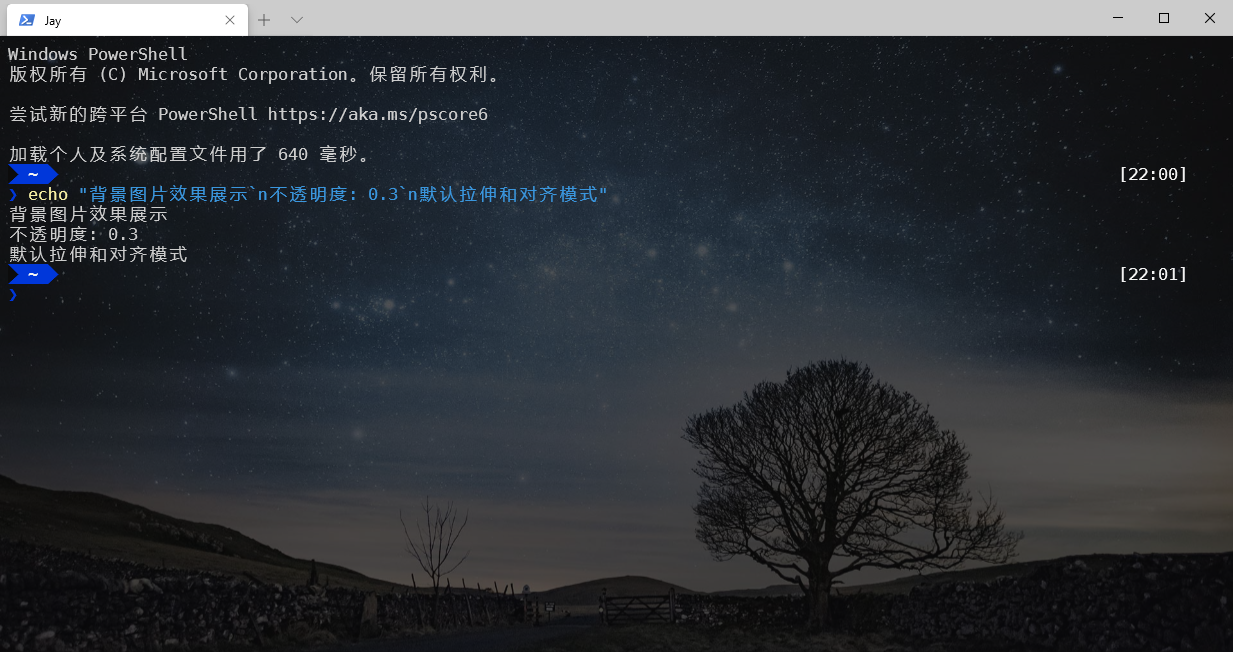 Jay
Windows PowerShell
版权所有 (C) Microsoft Corporation。保留所有权利。
尝试新的跨平台 PowerShell https://aka.ms/pscore6
加载个人及系统配置文件用了 640 毫秒。
~ [22:00]
❯ echo "背景图片效果展示`n不透明度: 0.3`n默认拉伸和对齐模式"
背景图片效果展示
不透明度: 0.3
默认拉伸和对齐模式
~ [22:01]
❯